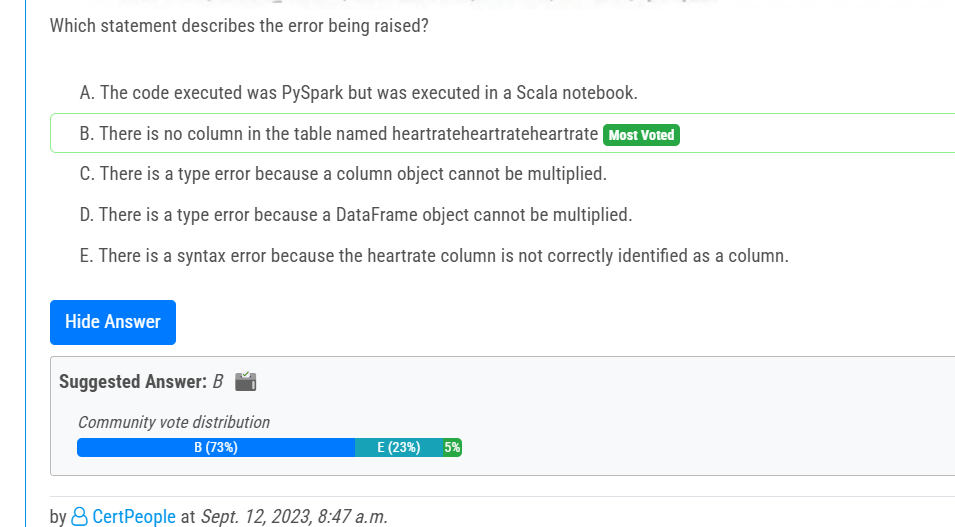 Which statement describes the error being raised?
A. The code executed was PySpark but was executed in a Scala notebook.
B. There is no column in the table named heartrateheartrateheartrate Most Voted
C. There is a type error because a column object cannot be multiplied.
D. There is a type error because a DataFrame object cannot be multiplied.
E. There is a syntax error because the heartrate column is not correctly identified as a column.
Hide Answer
Suggested Answer: B
Community vote distribution
B (73%) E (23%) 5%
by CertPeople at Sept. 12, 2023, 8:47 a.m.